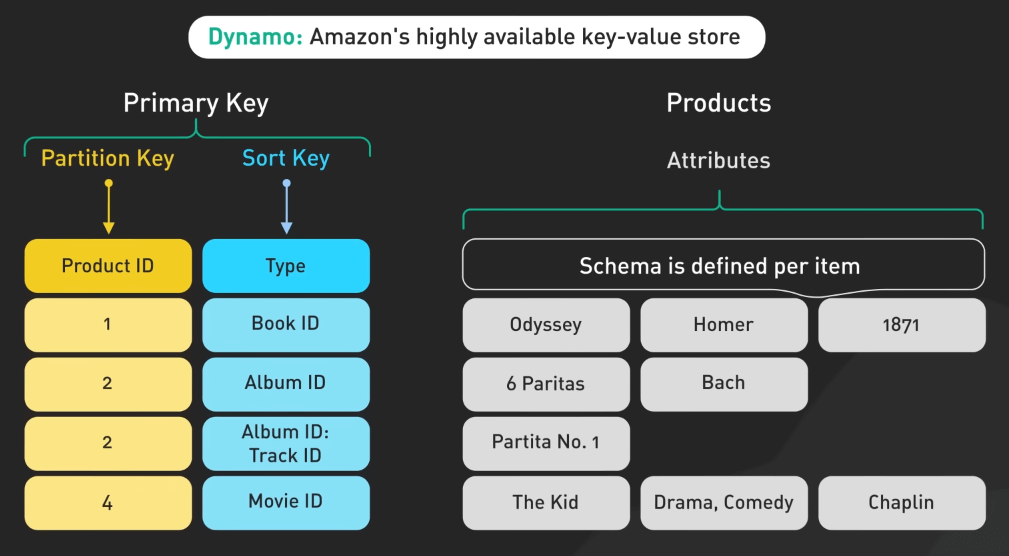 Dynamo: Amazon's highly available key-value store
Primary Key
Products
Partition Key
Sort Key
Attributes
Product ID
Type
Schema is defined per item
1
Book ID
Odyssey
Homer
1871
2
Album ID
6 Paritas
Bach
2
Album ID:
Track ID
Partita No. 1
4
Movie ID
The Kid
Drama, Comedy
Chaplin